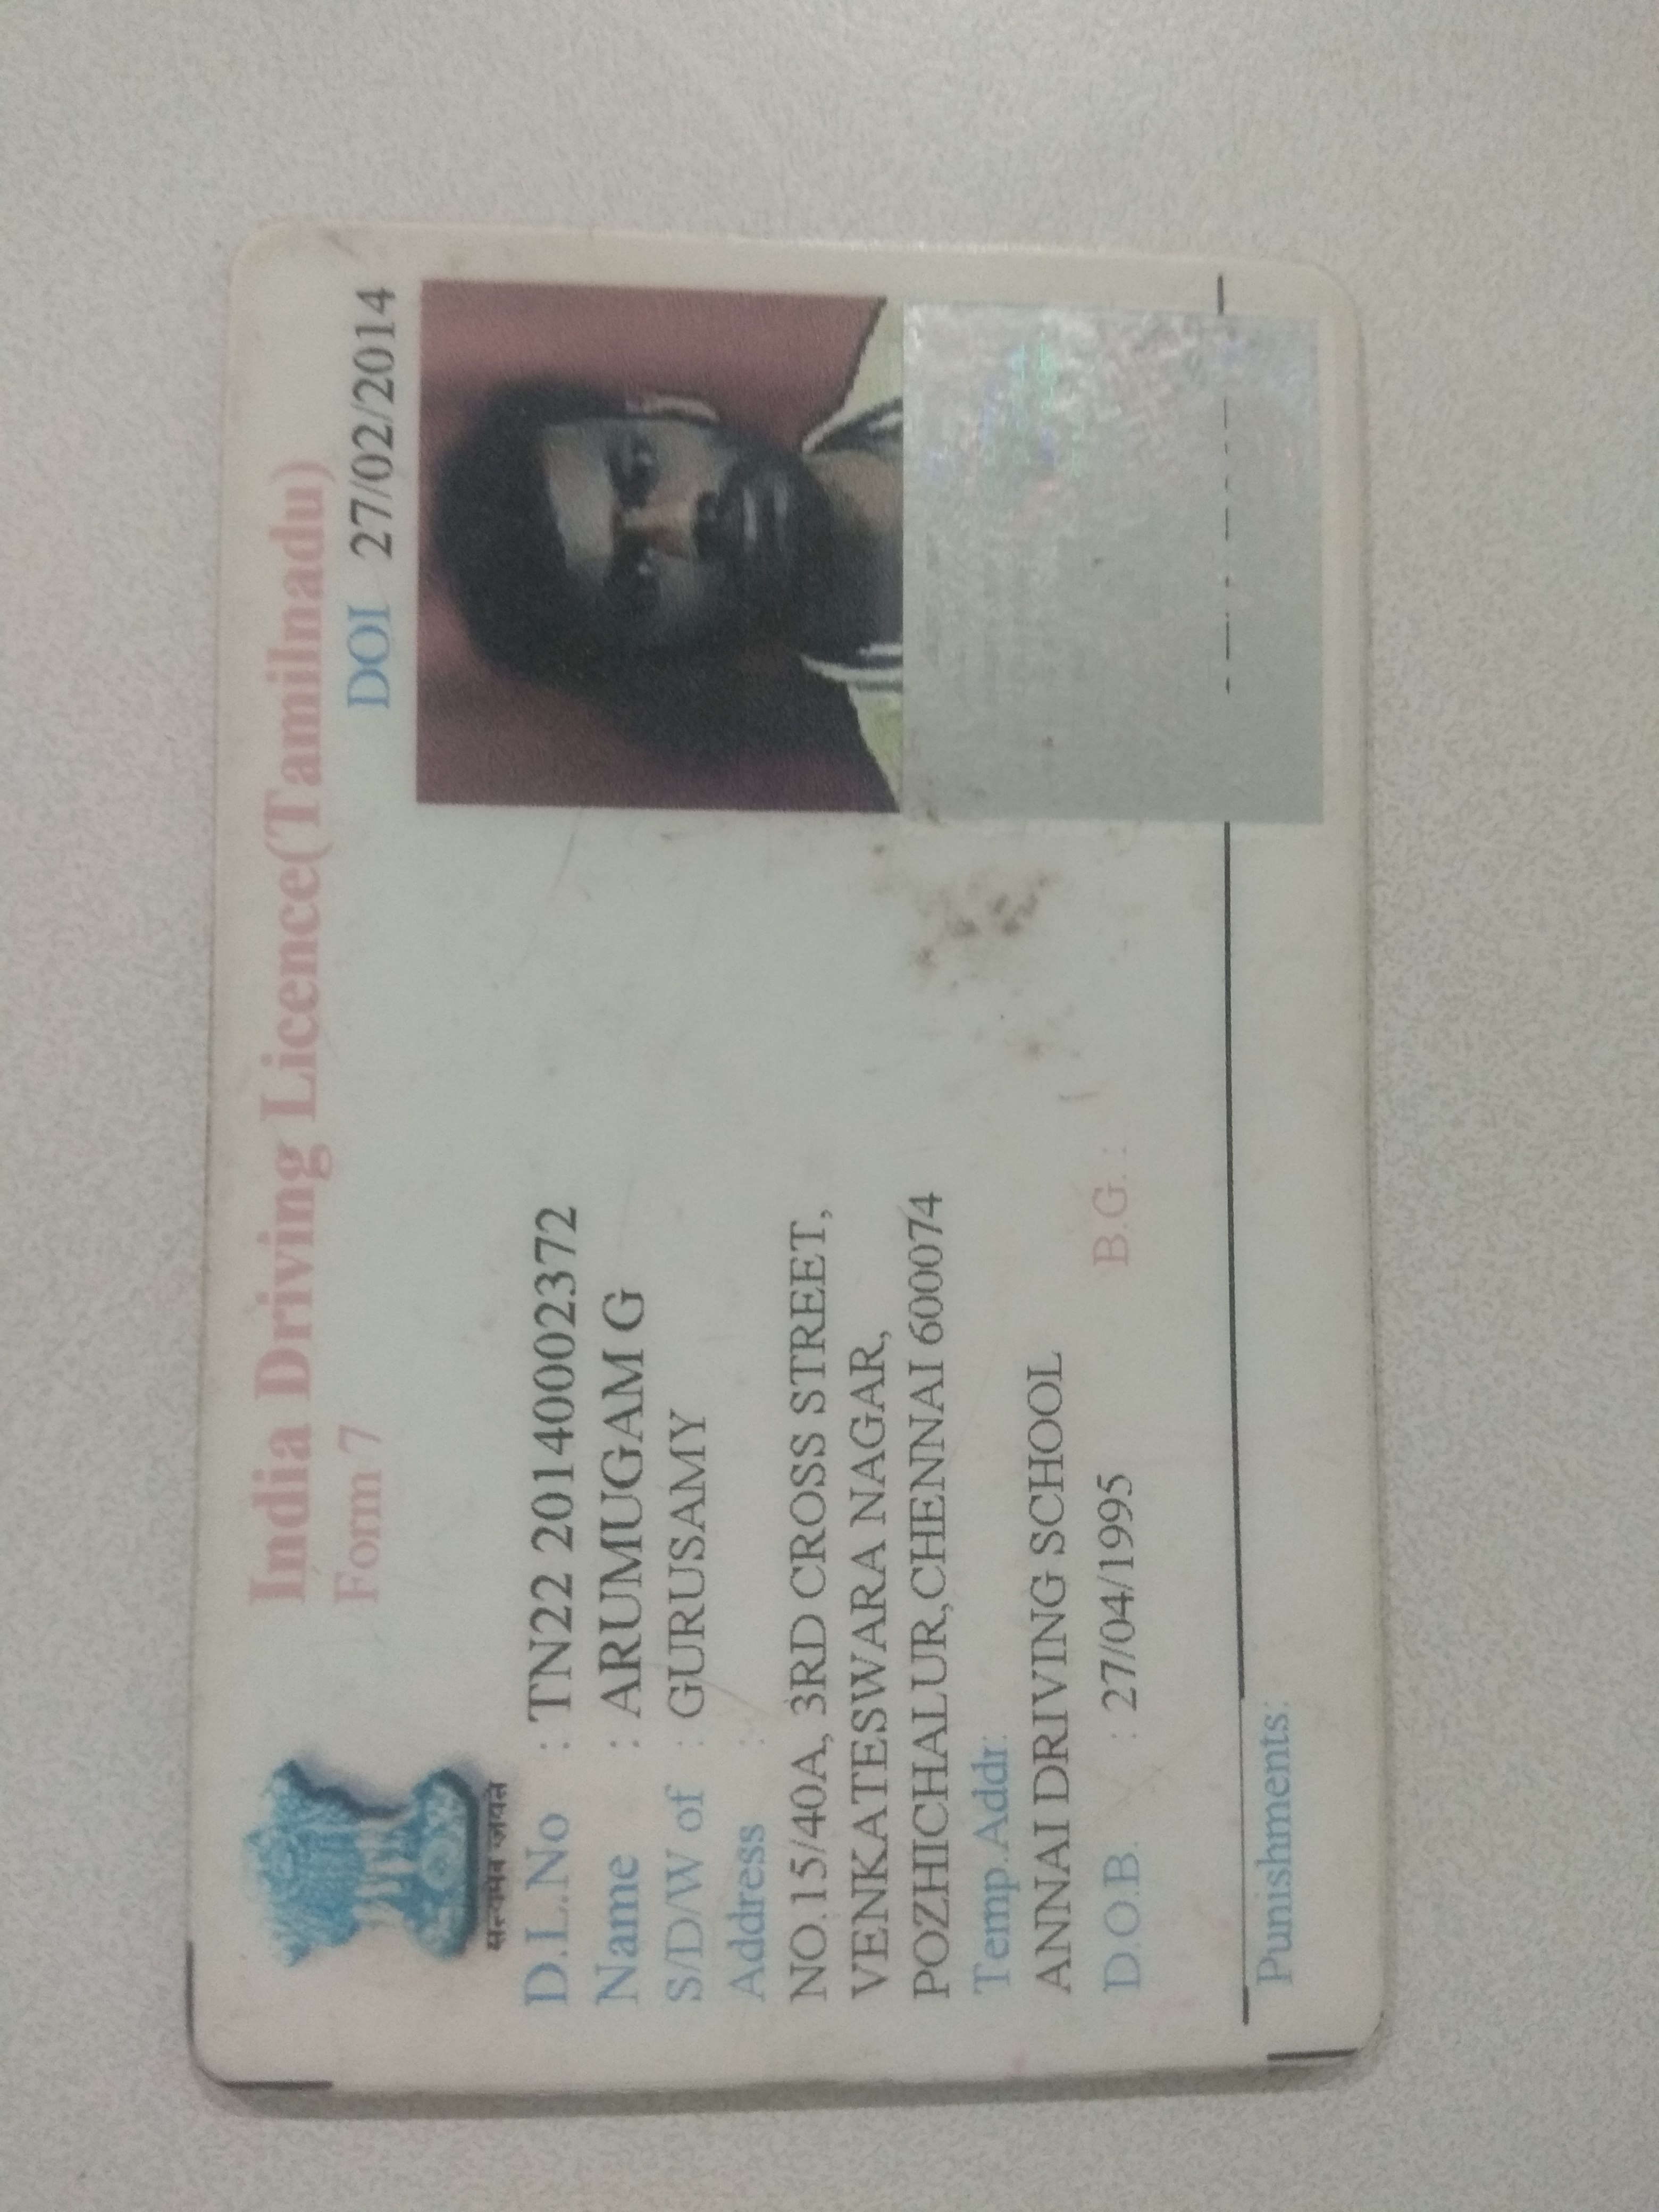 India Driving Licence(Tamilnadu)
Form 7
DOI 27/02/2014
सत्यमेव जयते
D.L.No : TN22 20140002372
Name : ARUMUGAM G
S/D/W of : GURUSAMY
Address :
NO.15/40A, 3RD CROSS STREET,
VENKATESWARA NAGAR,
POZHICHALUR,CHENNAI 600074
Temp.Addr:
ANNAI DRIVING SCHOOL
D.O.B. : 27/04/1995 B.G. :
Punishments: